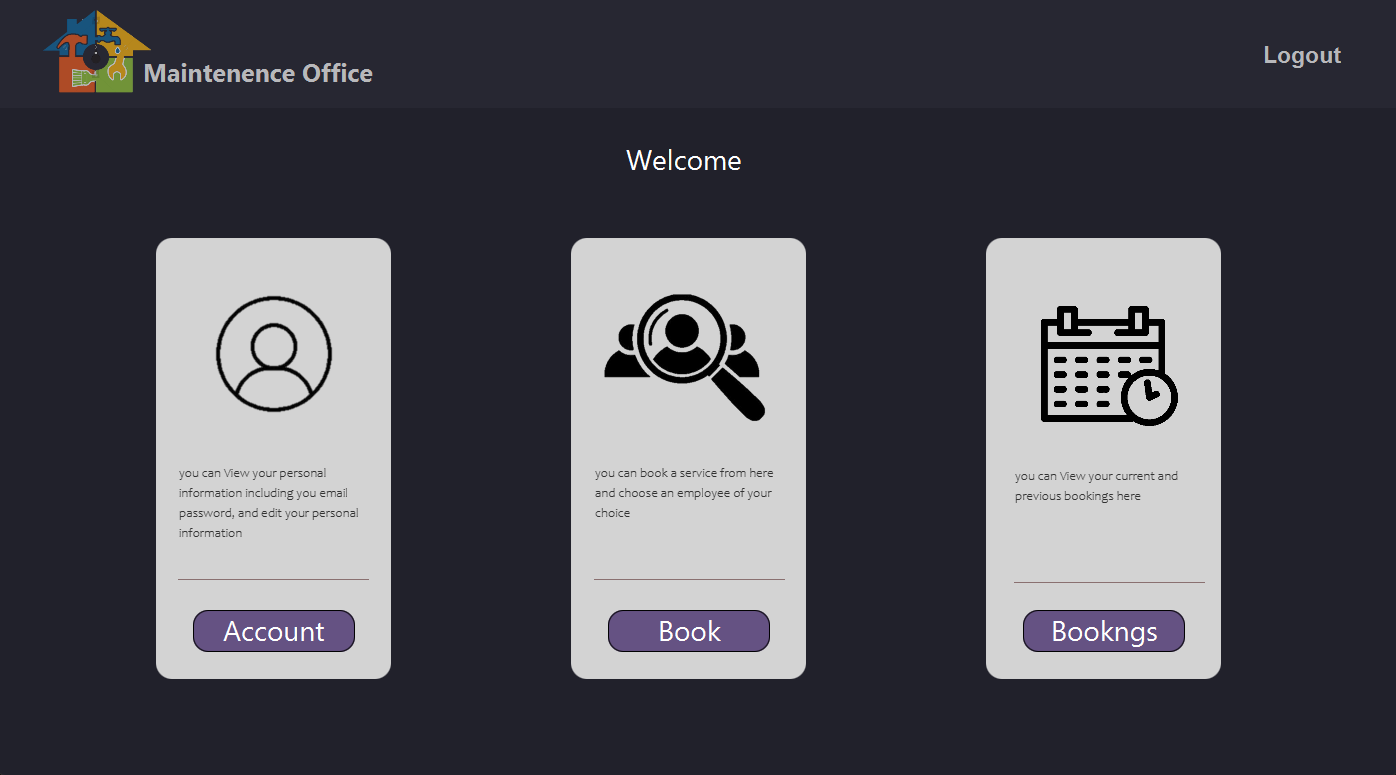 Maintenence Office
Logout
Welcome
you can View your personal
information including you email
password, and edit your personal
information
Account
you can book a service from here
and choose an employee of your
choice
Book
you can View your current and
previous bookings here
Bookngs